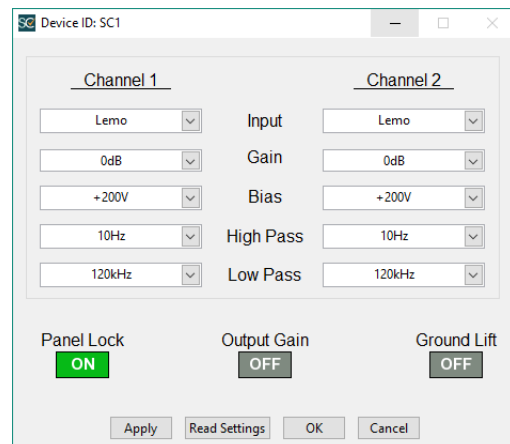 SC Device ID: SC1
Channel 1 Channel 2
Lemo Input Lemo
0dB Gain 0dB
+200V Bias +200V
10Hz High Pass 10Hz
120kHz Low Pass 120kHz
Panel Lock Output Gain Ground Lift
ON OFF OFF
Apply Read Settings OK Cancel